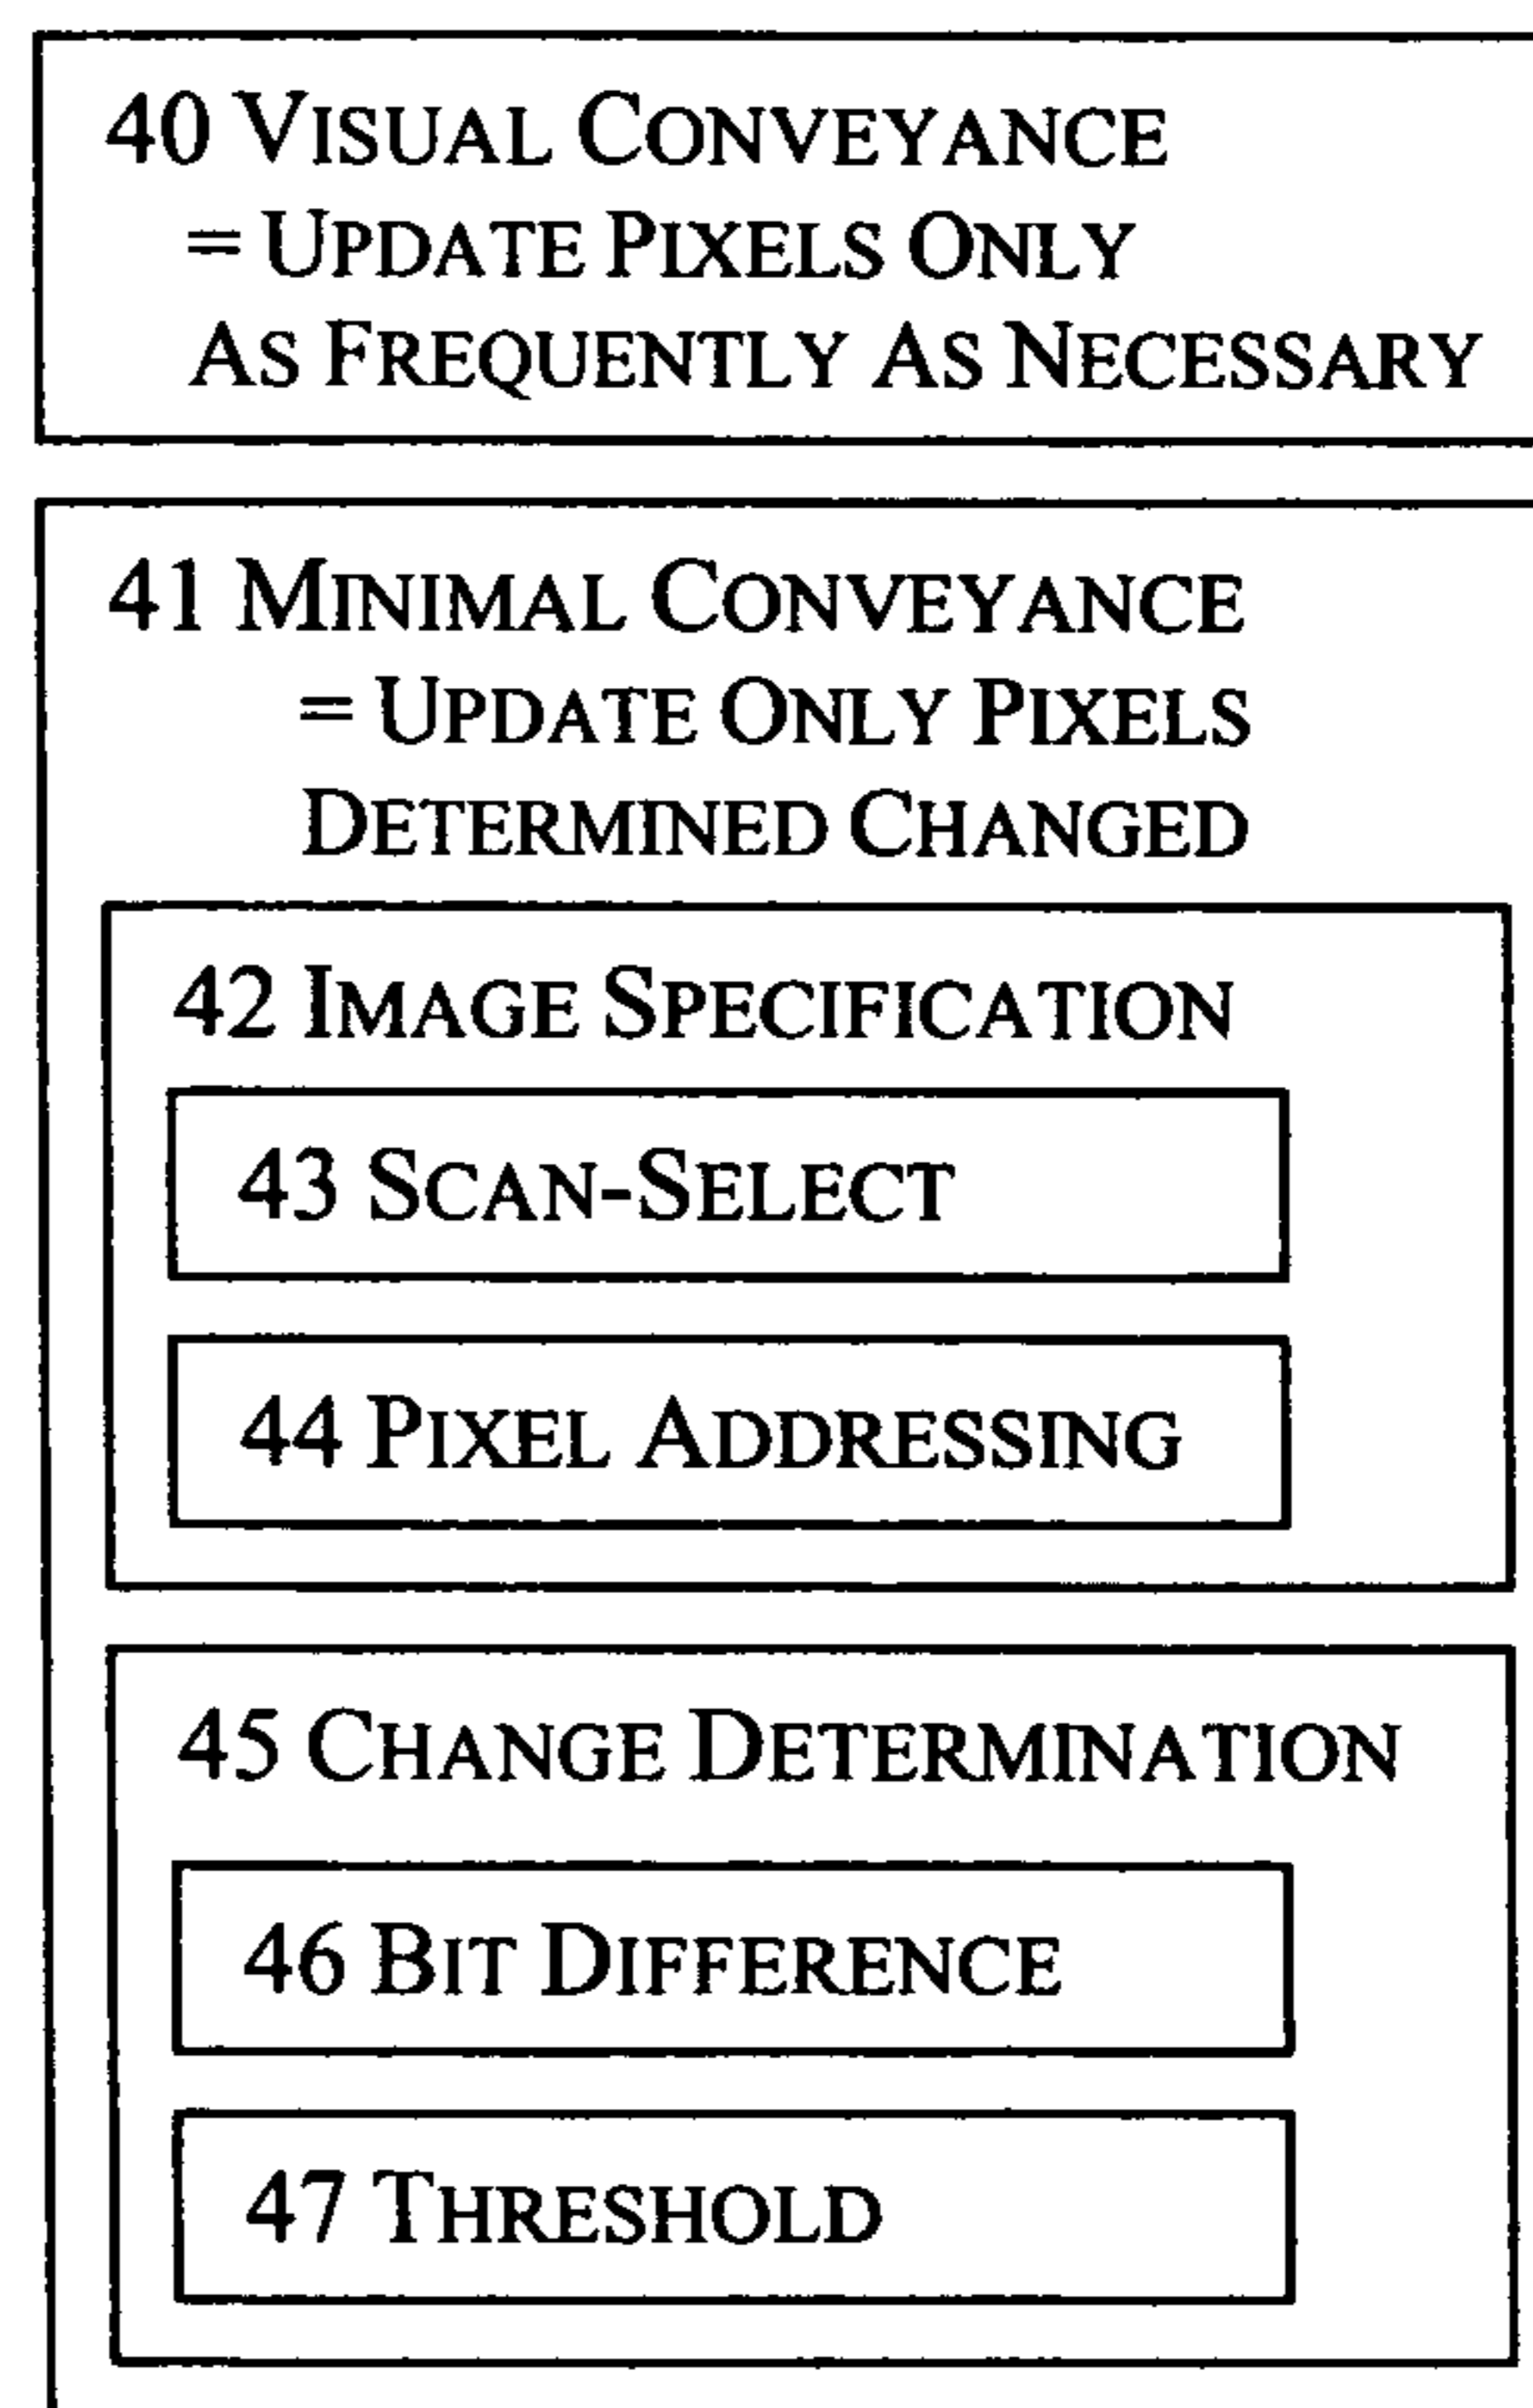 40 VISUAL CONVEYANCE
= UPDATE PIXELS ONLY
AS FREQUENTLY AS NECESSARY
41 MINIMAL CONVEYANCE
= UPDATE ONLY PIXELS
DETERMINED CHANGED
42 IMAGE SPECIFICATION
43 SCAN-SELECT
44 PIXEL ADDRESSING
45 CHANGE DETERMINATION
46 BIT DIFFERENCE
47 THRESHOLD